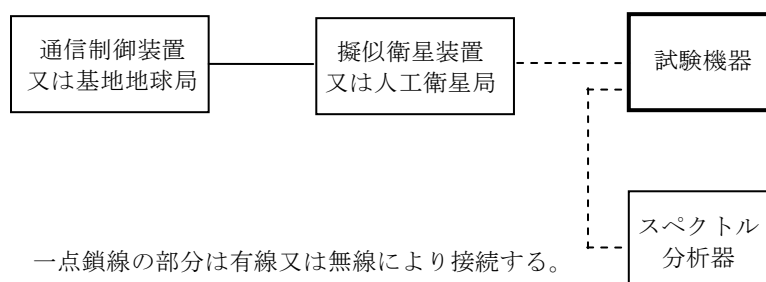 通信制御装置
又は基地地球局
擬似衛星装置
又は人工衛星局
試験機器
スペクトル
分析器
一点鎖線の部分は有線又は無線により接続する。